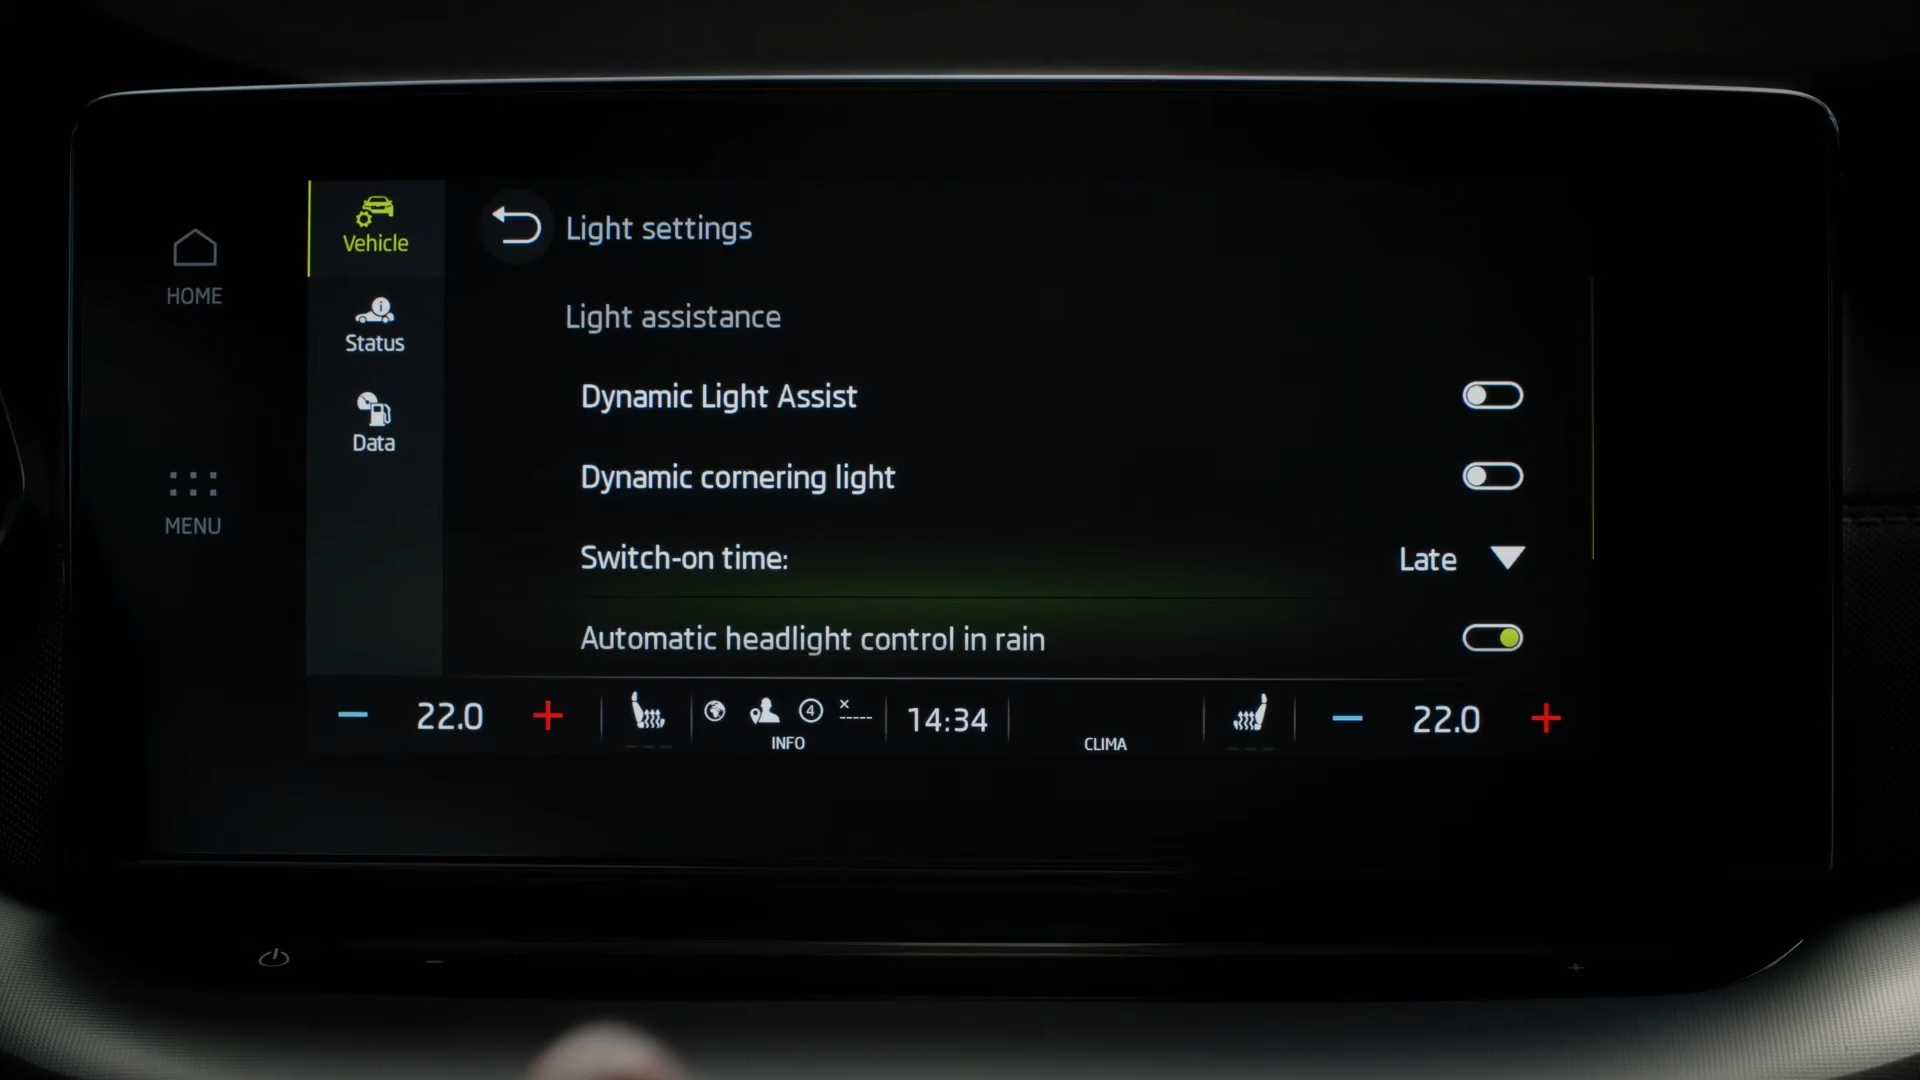 HOME
MENU
Vehicle
Status
Data
Light settings
Light assistance
Dynamic Light Assist
Dynamic cornering light
Switch-on time: Late
Automatic headlight control in rain
22.0
4
INFO
14:34
CLIMA
22.0